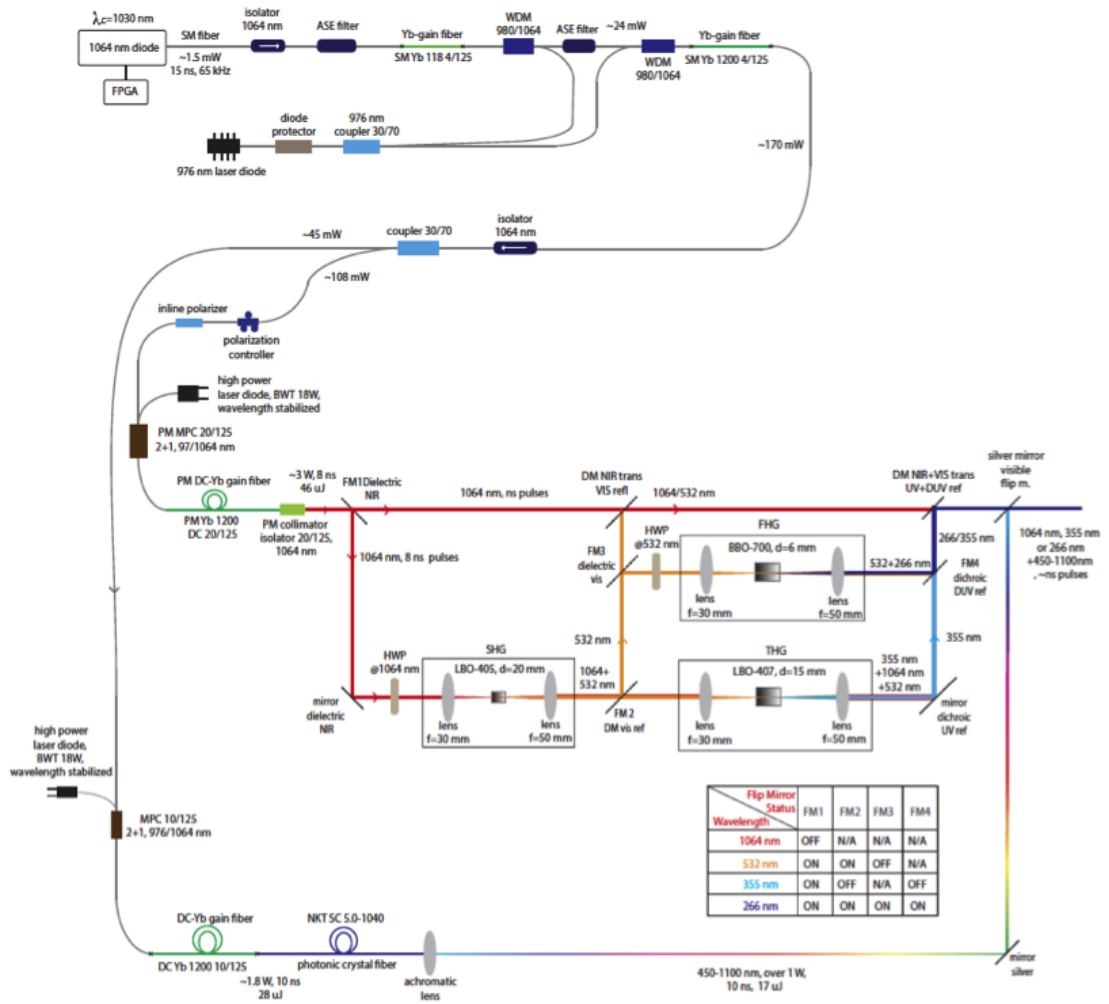 λc=1030 nm
1064 nm diode
FPGA
SM fiber
~1.5 mW
15 ns, 65 kHz
isolator
1064 nm
ASE filter
Yb-gain fiber
SM Yb 118 4/125
WDM
980/1064
ASE filter
~24 mW
WDM
980/1064
Yb-gain fiber
SM Yb 1200 4/125
976 nm laser diode
diode
protector
976 nm
coupler 30/70
~170 mW
~45 mW
coupler 30/70
isolator
1064 nm
~108 mW
inline polarizer
polarization
controller
high power
laser diode, BWT 18W,
wavelength stabilized
PM MPC 20/125
2+1, 97/1064 nm
PM DC-Yb gain fiber
PM Yb 1200
DC 20/125
~3 W, 8 ns
46 uJ
PM collimator
isolator 20/125,
1064 nm
FM1Dielectric
NIR
1064 nm, ns pulses
DM NIR trans
VIS refl
1064/532 nm
DM NIR+VIS trans
UV+DUV ref
silver mirror
visible
flip m.
1064 nm, 355 nm
or 266 nm
+450-1100nm
, ~ns pulses
1064 nm, 8 ns pulses
FM3
dielectric
vis
HWP
@532 nm
FHG
BBO-700, d=6 mm
lens
f=30 mm
lens
f=50 mm
532+266 nm
266/355 nm
FM4
dichroic
DUV ref
532 nm
355 nm
mirror
dielectric
NIR
HWP
@1064 nm
SHG
LBO-405, d=20 mm
lens
f=30 mm
lens
f=50 mm
1064+
532 nm
FM 2
DM vis ref
THG
LBO-407, d=15 mm
lens
f=30 mm
lens
f=50 mm
355 nm
+1064 nm
+532 nm
mirror
dichroic
UV ref
high power
laser diode,
BWT 18W,
wavelength stabilized
MPC 10/125
2+1, 976/1064 nm
Flip Mirror
Status
Wavelength
FM1 FM2 FM3 FM4
1064 nm OFF N/A N/A N/A
532 nm ON ON OFF N/A
355 nm ON OFF N/A OFF
266 nm ON ON ON ON
DC-Yb gain fiber
DC Yb 1200 10/125
~1.8 W, 10 ns
28 uJ
NKT SC 5.0-1040
photonic crystal fiber
achromatic
lens
450-1100 nm, over 1 W,
10 ns, 17 uJ
mirror
silver